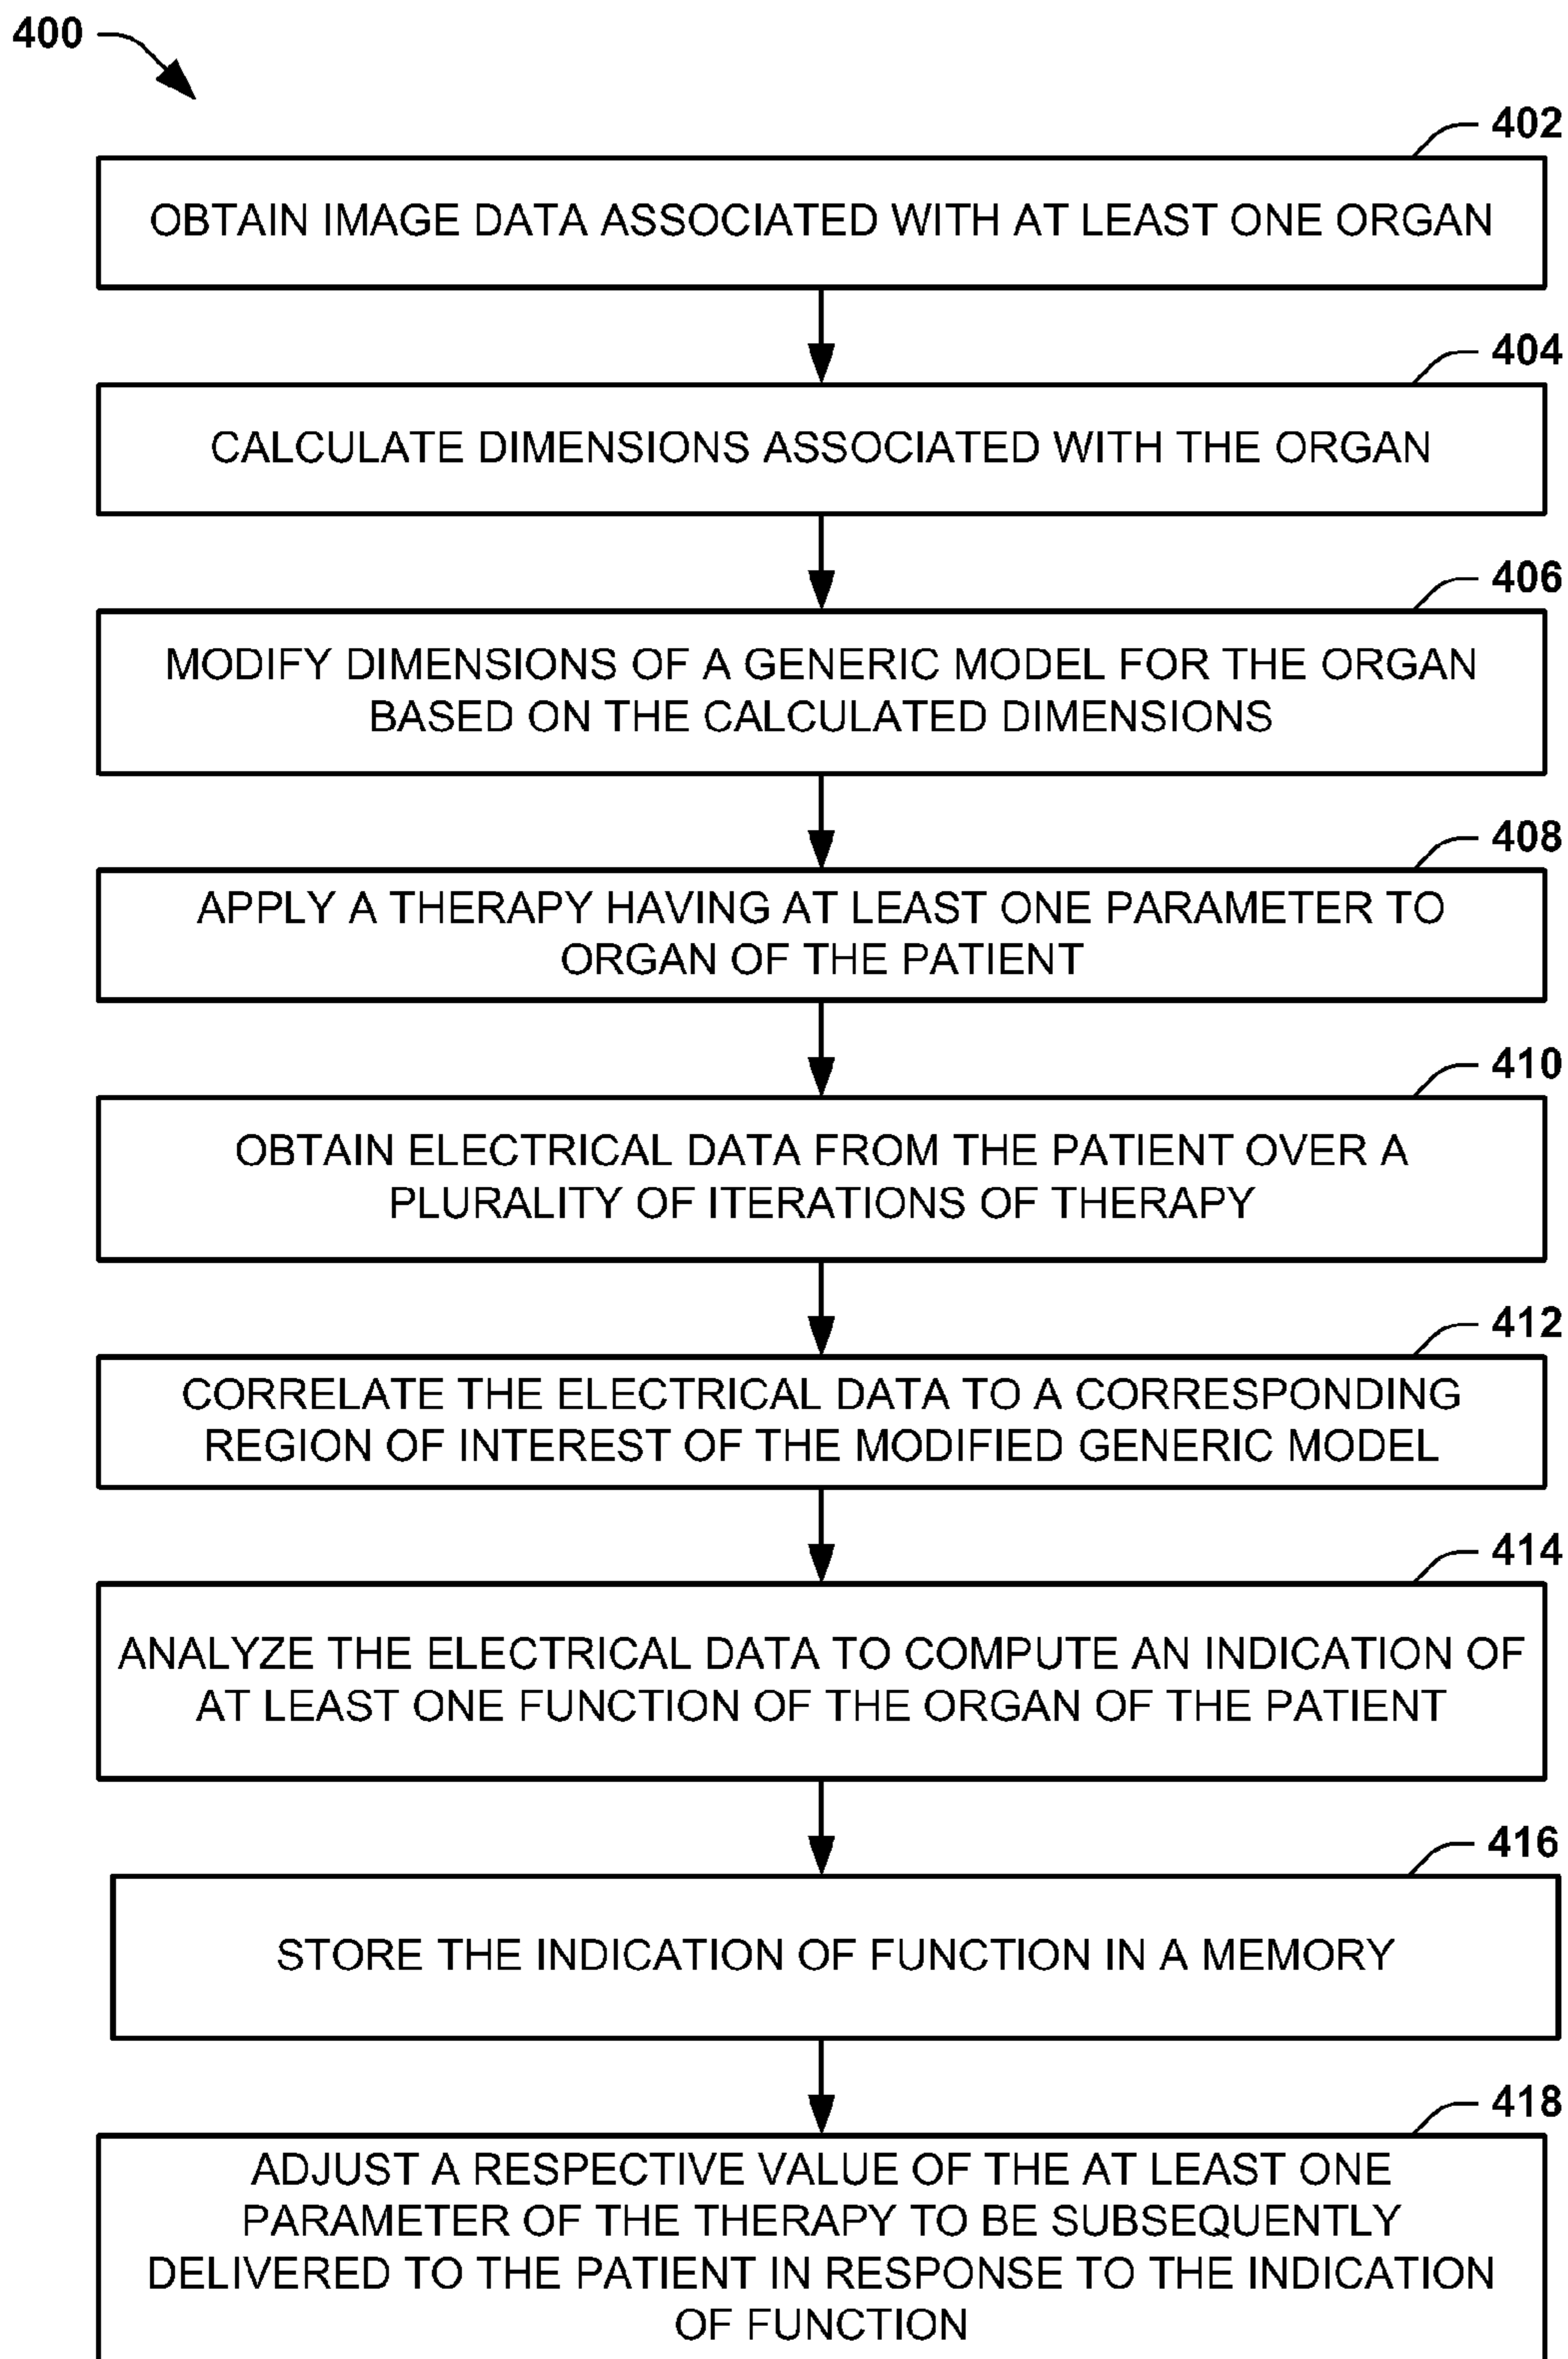 400
402
OBTAIN IMAGE DATA ASSOCIATED WITH AT LEAST ONE ORGAN
404
CALCULATE DIMENSIONS ASSOCIATED WITH THE ORGAN
406
MODIFY DIMENSIONS OF A GENERIC MODEL FOR THE ORGAN
BASED ON THE CALCULATED DIMENSIONS
408
APPLY A THERAPY HAVING AT LEAST ONE PARAMETER TO
ORGAN OF THE PATIENT
410
OBTAIN ELECTRICAL DATA FROM THE PATIENT OVER A
PLURALITY OF ITERATIONS OF THERAPY
412
CORRELATE THE ELECTRICAL DATA TO A CORRESPONDING
REGION OF INTEREST OF THE MODIFIED GENERIC MODEL
414
ANALYZE THE ELECTRICAL DATA TO COMPUTE AN INDICATION OF
AT LEAST ONE FUNCTION OF THE ORGAN OF THE PATIENT
416
STORE THE INDICATION OF FUNCTION IN A MEMORY
418
ADJUST A RESPECTIVE VALUE OF THE AT LEAST ONE
PARAMETER OF THE THERAPY TO BE SUBSEQUENTLY
DELIVERED TO THE PATIENT IN RESPONSE TO THE INDICATION
OF FUNCTION